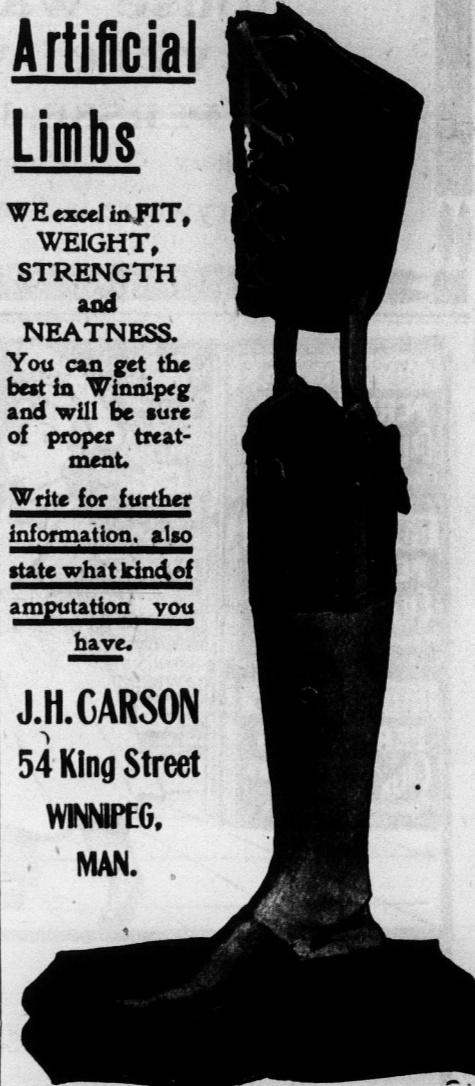 Artificial
Limbs
WE excel in FIT,
WEIGHT,
STRENGTH
and
NEATNESS.
You can get the
best in Winnipeg
and will be sure
of proper treat-
ment.
Write for further
information, also
state what kind of
amputation you
have.
J.H. CARSON
54 King Street
WINNIPEG,
MAN.